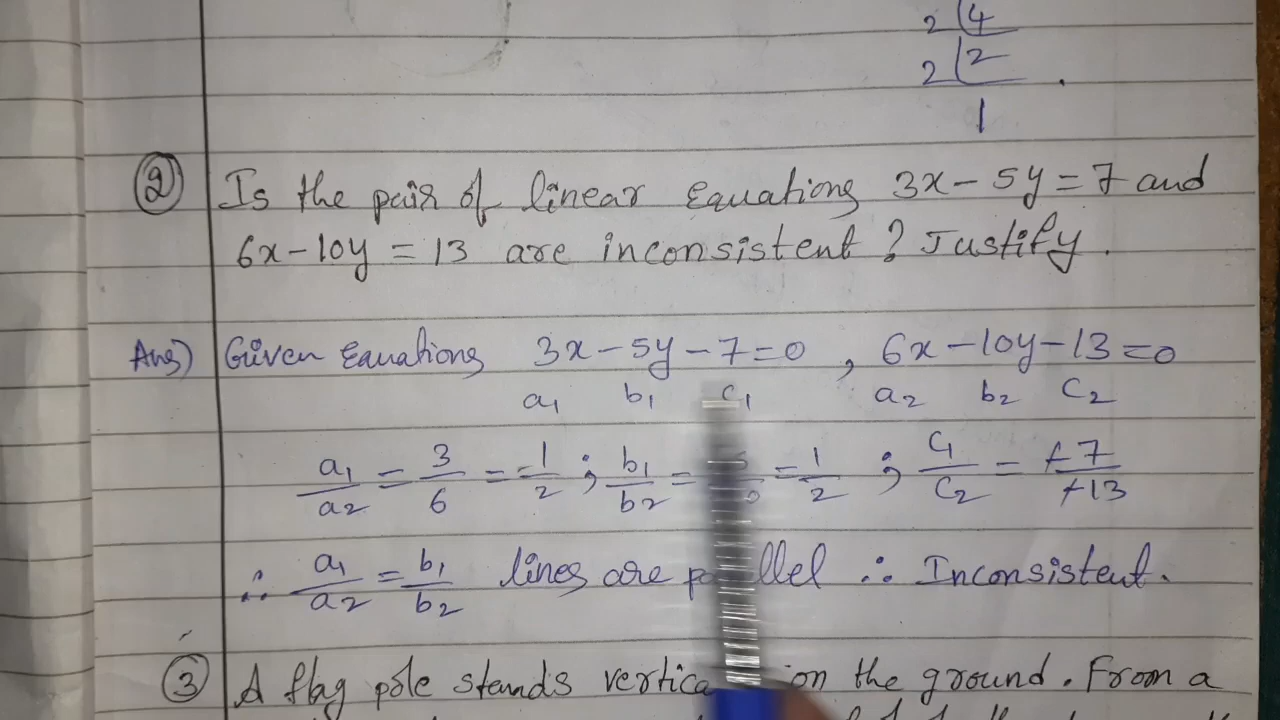 2 | 4
2 | 2 .
1
② Is the pair of linear Equations 3x - 5y = 7 and
6x - 10y = 13 are inconsistent? Justify.
Ans) Given Equations 3x - 5y - 7 = 0 , 6x - 10y - 13 = 0
a₁ b₁ c₁ a₂ b₂ c₂
a₁/a₂ = 3/6 = 1/2 ; b₁/b₂ = = 1/2 ; c₁/c₂ = -7/-13
∴ a₁/a₂ = b₁/b₂ lines are ∴ Inconsistent.
③ A flag pole stands on the ground. From a